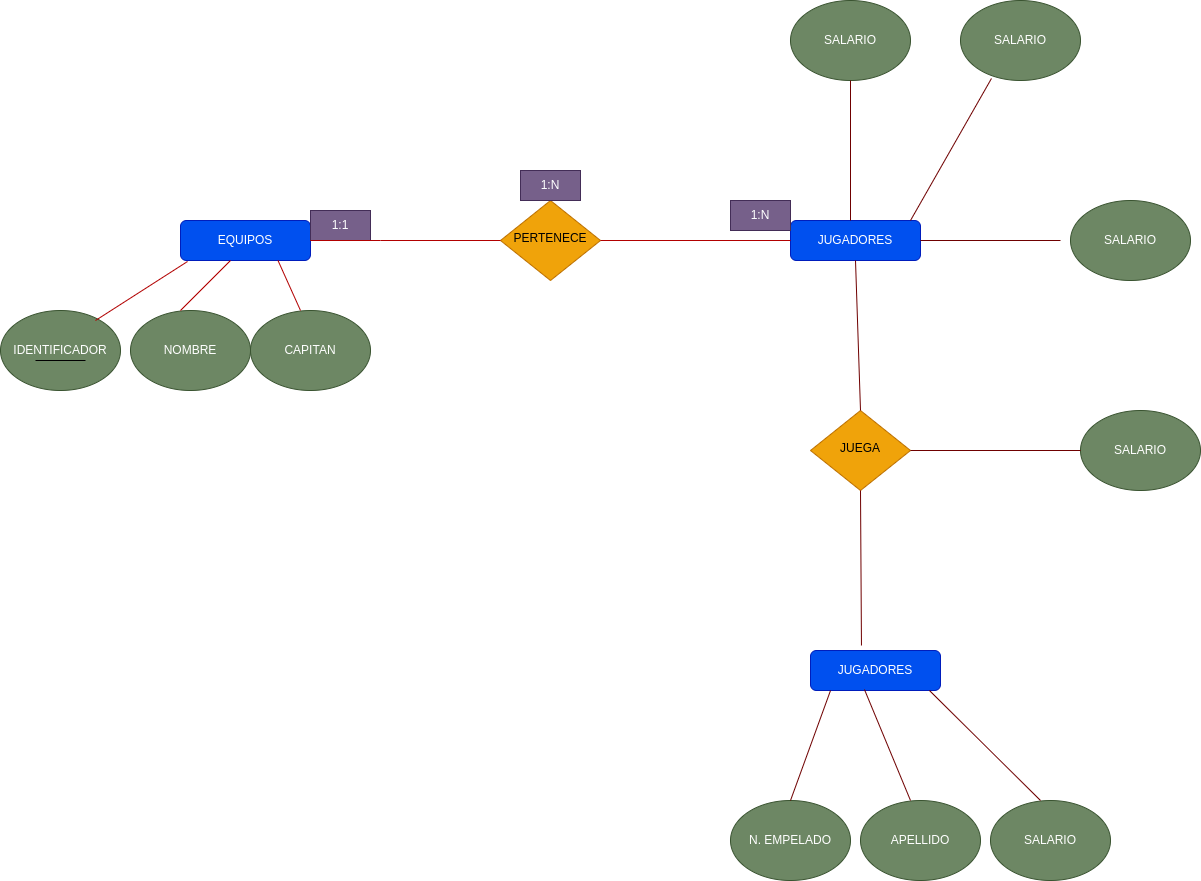 SALARIO
SALARIO
1:N
1:N
1:1
EQUIPOS
PERTENECE
JUGADORES
SALARIO
IDENTIFICADOR
NOMBRE
CAPITAN
JUEGA
SALARIO
JUGADORES
N. EMPELADO
APELLIDO
SALARIO